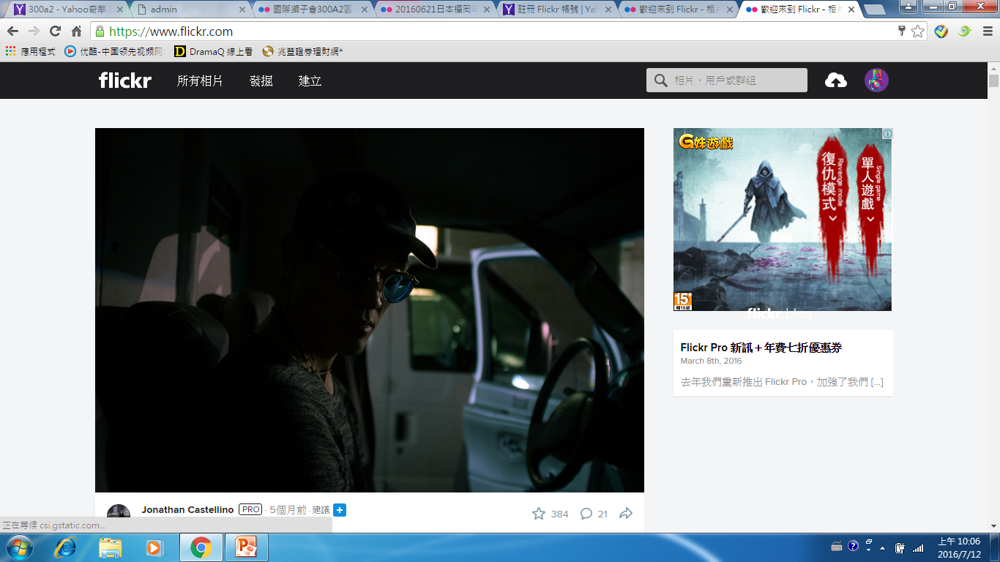 300a2 - Yahoo奇摩
admin
國際獅子會300A2區
20160621日本福岡年
註冊 Flickr 帳號 | Yah
歡迎來到 Flickr - 相片
歡迎來到 Flickr - 相片
https://www.flickr.com
應用程式
优酷-中国领先视频网
DramaQ 線上看
兆豐證券理財網*
flickr
所有相片
發掘
建立
相片、用戶或群組
G妹遊戲
復仇模式
Revenge mode
單人遊戲
Single game
15+
flickr blog
Flickr Pro 新訊＋年費七折優惠券
March 8th, 2016
去年我們重新推出 Flickr Pro，加強了我們 [...]
Jonathan Castellino PRO · 5個月前 · 建議
384
21
正在等候 csi.gstatic.com...
上午 10:06
2016/7/12